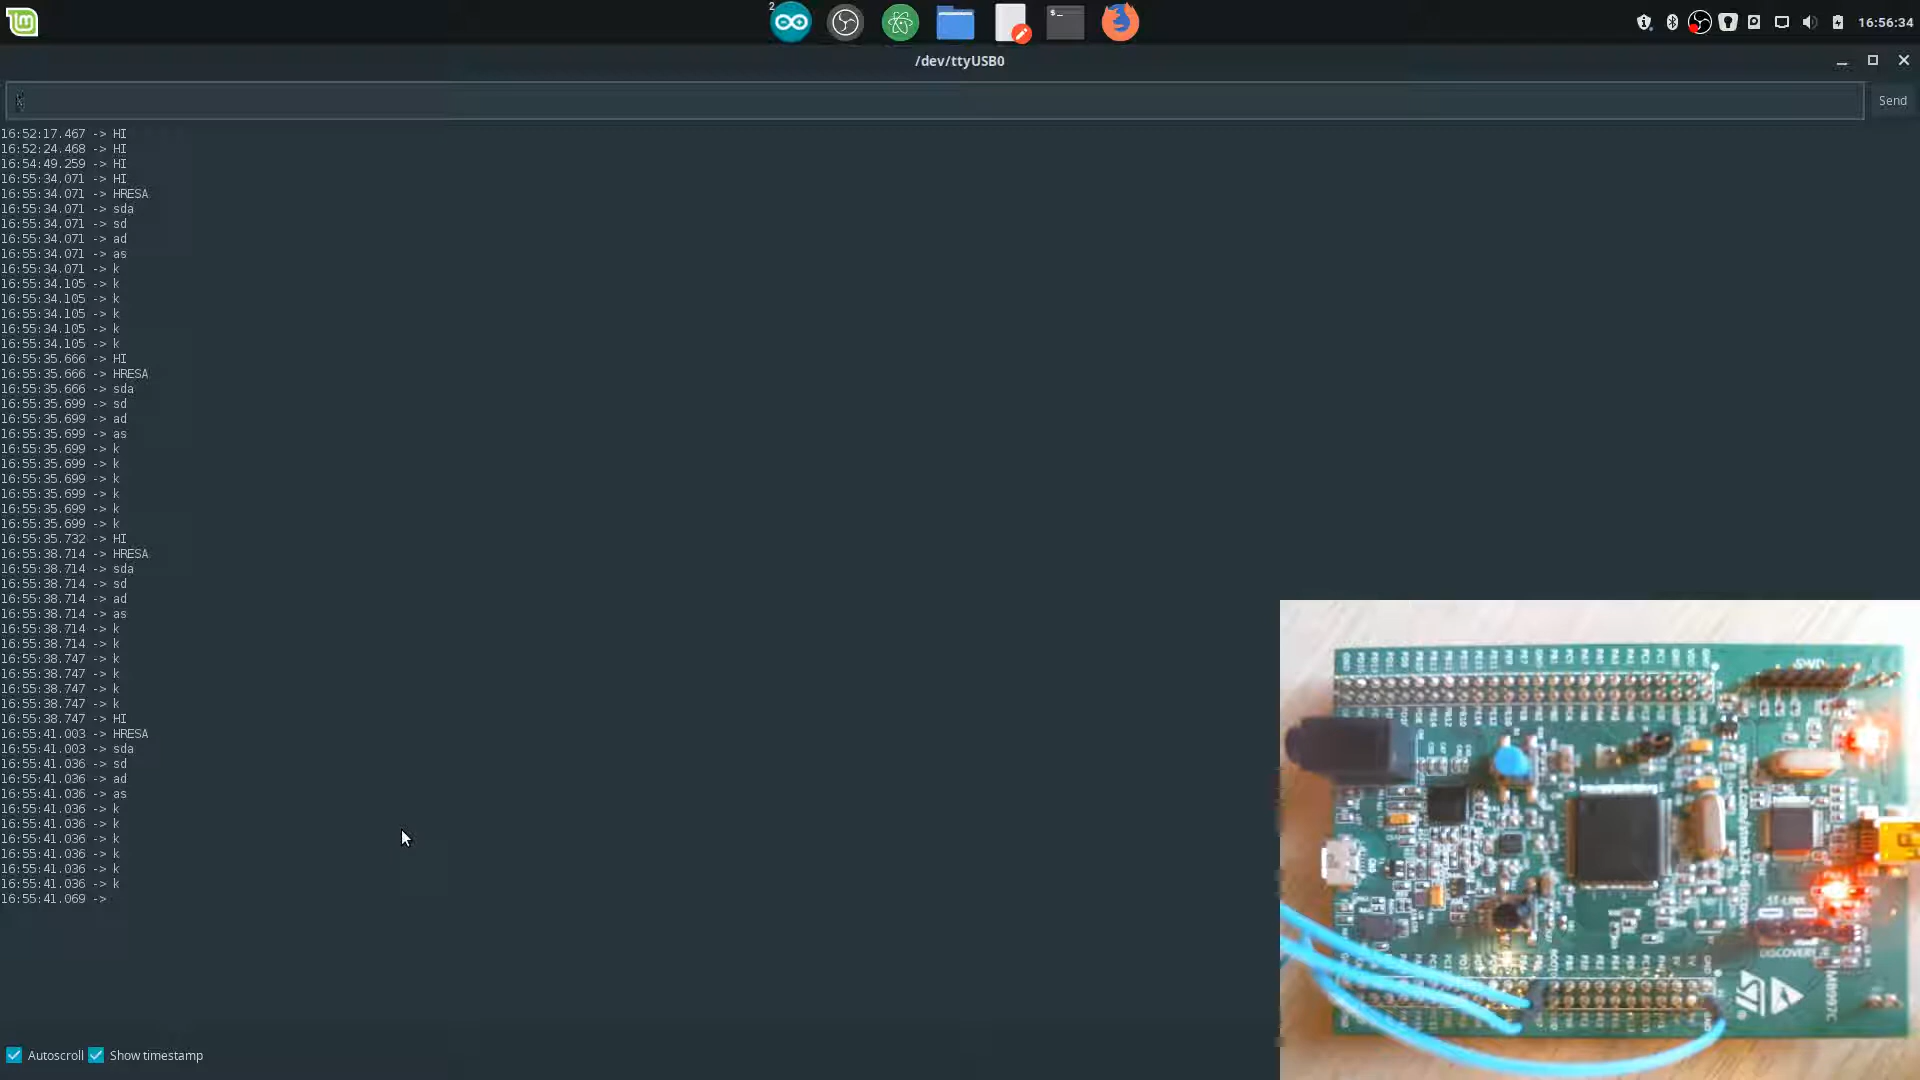 2
16:56:34
/dev/ttyUSB0
Send
16:52:17.467 -> HI
16:52:24.468 -> HI
16:54:49.259 -> HI
16:55:34.071 -> HI
16:55:34.071 -> HRESA
16:55:34.071 -> sda
16:55:34.071 -> sd
16:55:34.071 -> ad
16:55:34.071 -> as
16:55:34.071 -> k
16:55:34.105 -> k
16:55:34.105 -> k
16:55:34.105 -> k
16:55:34.105 -> k
16:55:34.105 -> k
16:55:35.666 -> HI
16:55:35.666 -> HRESA
16:55:35.666 -> sda
16:55:35.699 -> sd
16:55:35.699 -> ad
16:55:35.699 -> as
16:55:35.699 -> k
16:55:35.699 -> k
16:55:35.699 -> k
16:55:35.699 -> k
16:55:35.699 -> k
16:55:35.699 -> k
16:55:35.732 -> HI
16:55:38.714 -> HRESA
16:55:38.714 -> sda
16:55:38.714 -> sd
16:55:38.714 -> ad
16:55:38.714 -> as
16:55:38.714 -> k
16:55:38.714 -> k
16:55:38.747 -> k
16:55:38.747 -> k
16:55:38.747 -> k
16:55:38.747 -> k
16:55:38.747 -> HI
16:55:41.003 -> HRESA
16:55:41.003 -> sda
16:55:41.036 -> sd
16:55:41.036 -> ad
16:55:41.036 -> as
16:55:41.036 -> k
16:55:41.036 -> k
16:55:41.036 -> k
16:55:41.036 -> k
16:55:41.036 -> k
16:55:41.036 -> k
16:55:41.069 ->
SWD
ST-LINK
DISCOVERY
Autoscroll
Show timestamp